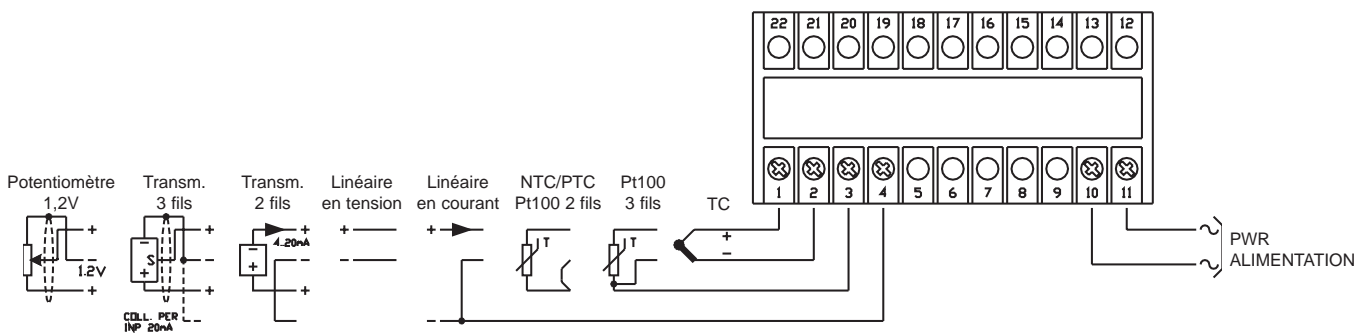 22 21 20 19 18 17 16 15 14 13 12
1 2 3 4 5 6 7 8 9 10 11
Potentiomètre
1,2V
Transm.
3 fils
Transm.
2 fils
Linéaire
en tension
Linéaire
en courant
NTC/PTC
Pt100 2 fils
Pt100
3 fils
TC
+
-
1.2V
+
-
S
+
+
-
+
-
COLL. PER
INP 20mA
-
+
+
4..20mA
-
+
-
+
-
+
-
T
T
+
-
~
~
PWR
ALIMENTATION